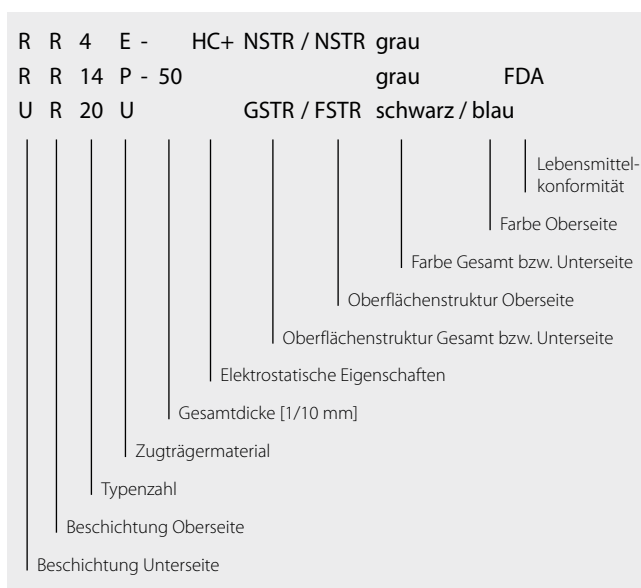 R R 4 E - HC+ NSTR / NSTR grau
R R 14 P - 50 grau FDA
U R 20 U GSTR / FSTR schwarz / blau
Lebensmittel-
konformität
Farbe Oberseite
Farbe Gesamt bzw. Unterseite
Oberflächenstruktur Oberseite
Oberflächenstruktur Gesamt bzw. Unterseite
Elektrostatische Eigenschaften
Gesamtdicke [1/10 mm]
Zugträgermaterial
Typenzahl
Beschichtung Oberseite
Beschichtung Unterseite